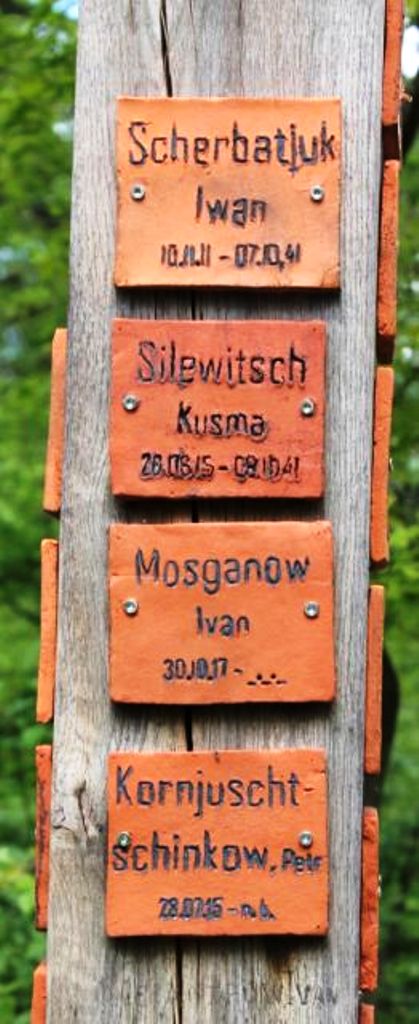 Scherbatjuk
Iwan
10.11.11 - 07.10.41
Silewitsch
Kusma
28.08.15 - 08.10.41
Mosganow
Ivan
30.10.17 - _._._
Kornjuscht-
schinkow, Petr
28.07.15 - n.b.